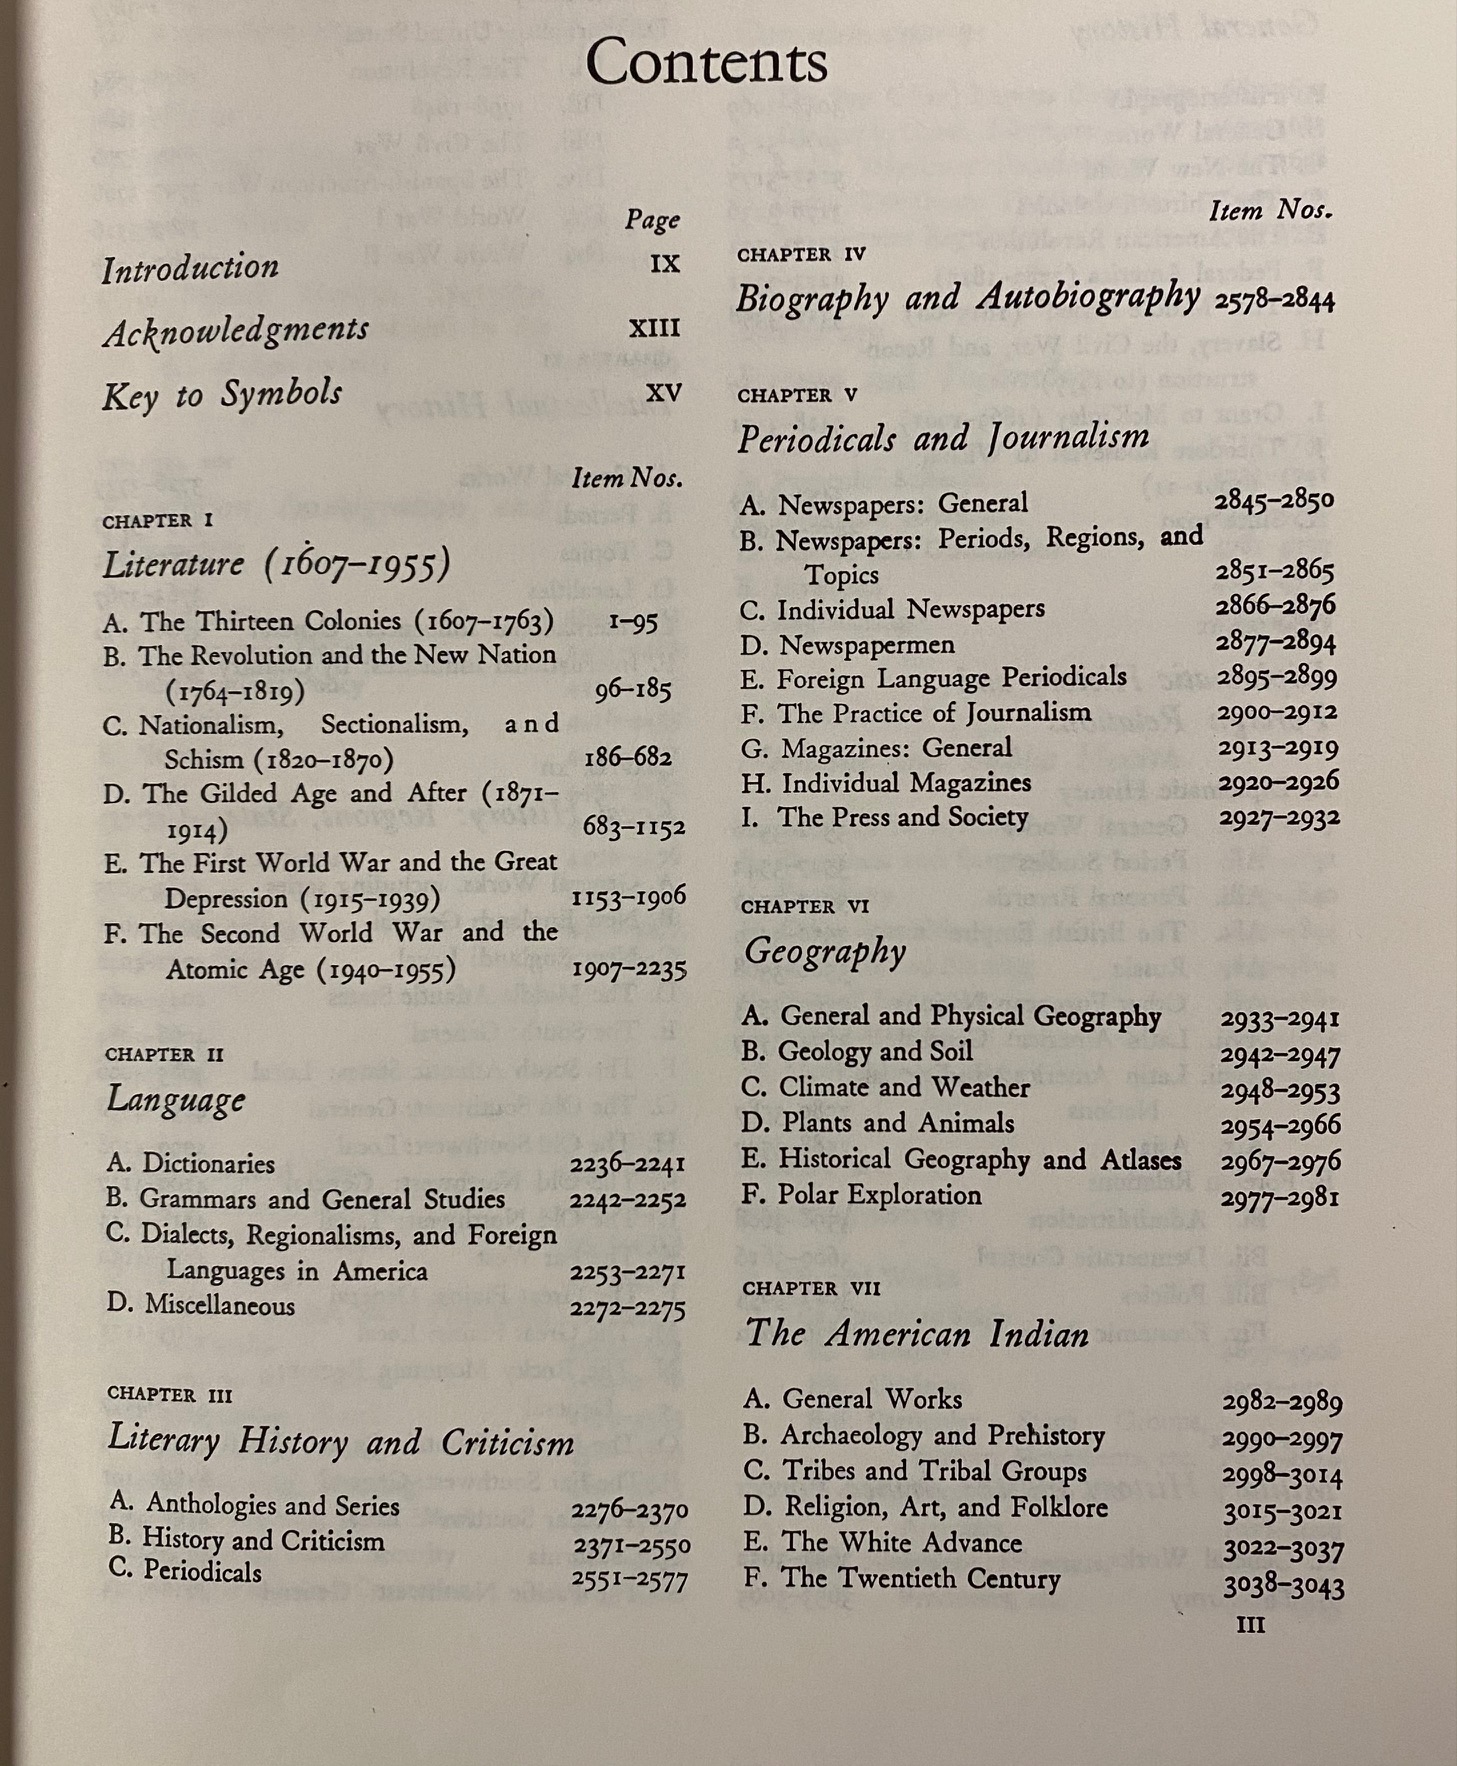 Contents
Page
Introduction IX
Acknowledgments XIII
Key to Symbols XV
Item Nos.
CHAPTER I
Literature (1607–1955)
A. The Thirteen Colonies (1607–1763) 1–95
B. The Revolution and the New Nation
(1764–1819) 96–185
C. Nationalism, Sectionalism, and
Schism (1820–1870) 186–682
D. The Gilded Age and After (1871–
1914) 683–1152
E. The First World War and the Great
Depression (1915–1939) 1153–1906
F. The Second World War and the
Atomic Age (1940–1955) 1907–2235
CHAPTER II
Language
A. Dictionaries 2236–2241
B. Grammars and General Studies 2242–2252
C. Dialects, Regionalisms, and Foreign
Languages in America 2253–2271
D. Miscellaneous 2272–2275
CHAPTER III
Literary History and Criticism
A. Anthologies and Series 2276–2370
B. History and Criticism 2371–2550
C. Periodicals 2551–2577
Item Nos.
CHAPTER IV
Biography and Autobiography 2578–2844
CHAPTER V
Periodicals and Journalism
A. Newspapers: General 2845–2850
B. Newspapers: Periods, Regions, and
Topics 2851–2865
C. Individual Newspapers 2866–2876
D. Newspapermen 2877–2894
E. Foreign Language Periodicals 2895–2899
F. The Practice of Journalism 2900–2912
G. Magazines: General 2913–2919
H. Individual Magazines 2920–2926
I. The Press and Society 2927–2932
CHAPTER VI
Geography
A. General and Physical Geography 2933–2941
B. Geology and Soil 2942–2947
C. Climate and Weather 2948–2953
D. Plants and Animals 2954–2966
E. Historical Geography and Atlases 2967–2976
F. Polar Exploration 2977–2981
CHAPTER VII
The American Indian
A. General Works 2982–2989
B. Archaeology and Prehistory 2990–2997
C. Tribes and Tribal Groups 2998–3014
D. Religion, Art, and Folklore 3015–3021
E. The White Advance 3022–3037
F. The Twentieth Century 3038–3043
III